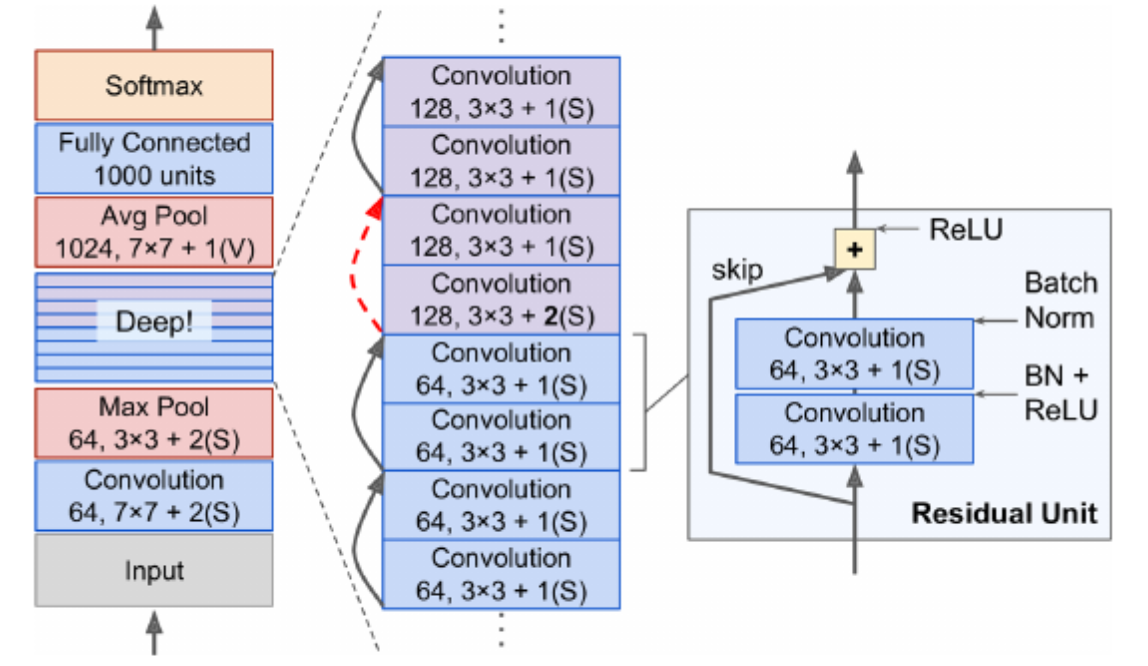 Softmax
Fully Connected
1000 units
Avg Pool
1024, 7×7 + 1(V)
Deep!
Max Pool
64, 3×3 + 2(S)
Convolution
64, 7×7 + 2(S)
Input
Convolution
128, 3×3 + 1(S)
Convolution
128, 3×3 + 1(S)
Convolution
128, 3×3 + 1(S)
Convolution
128, 3×3 + 2(S)
Convolution
64, 3×3 + 1(S)
Convolution
64, 3×3 + 1(S)
Convolution
64, 3×3 + 1(S)
Convolution
64, 3×3 + 1(S)
+
ReLU
skip
Batch
Norm
Convolution
64, 3×3 + 1(S)
BN +
ReLU
Convolution
64, 3×3 + 1(S)
Residual Unit